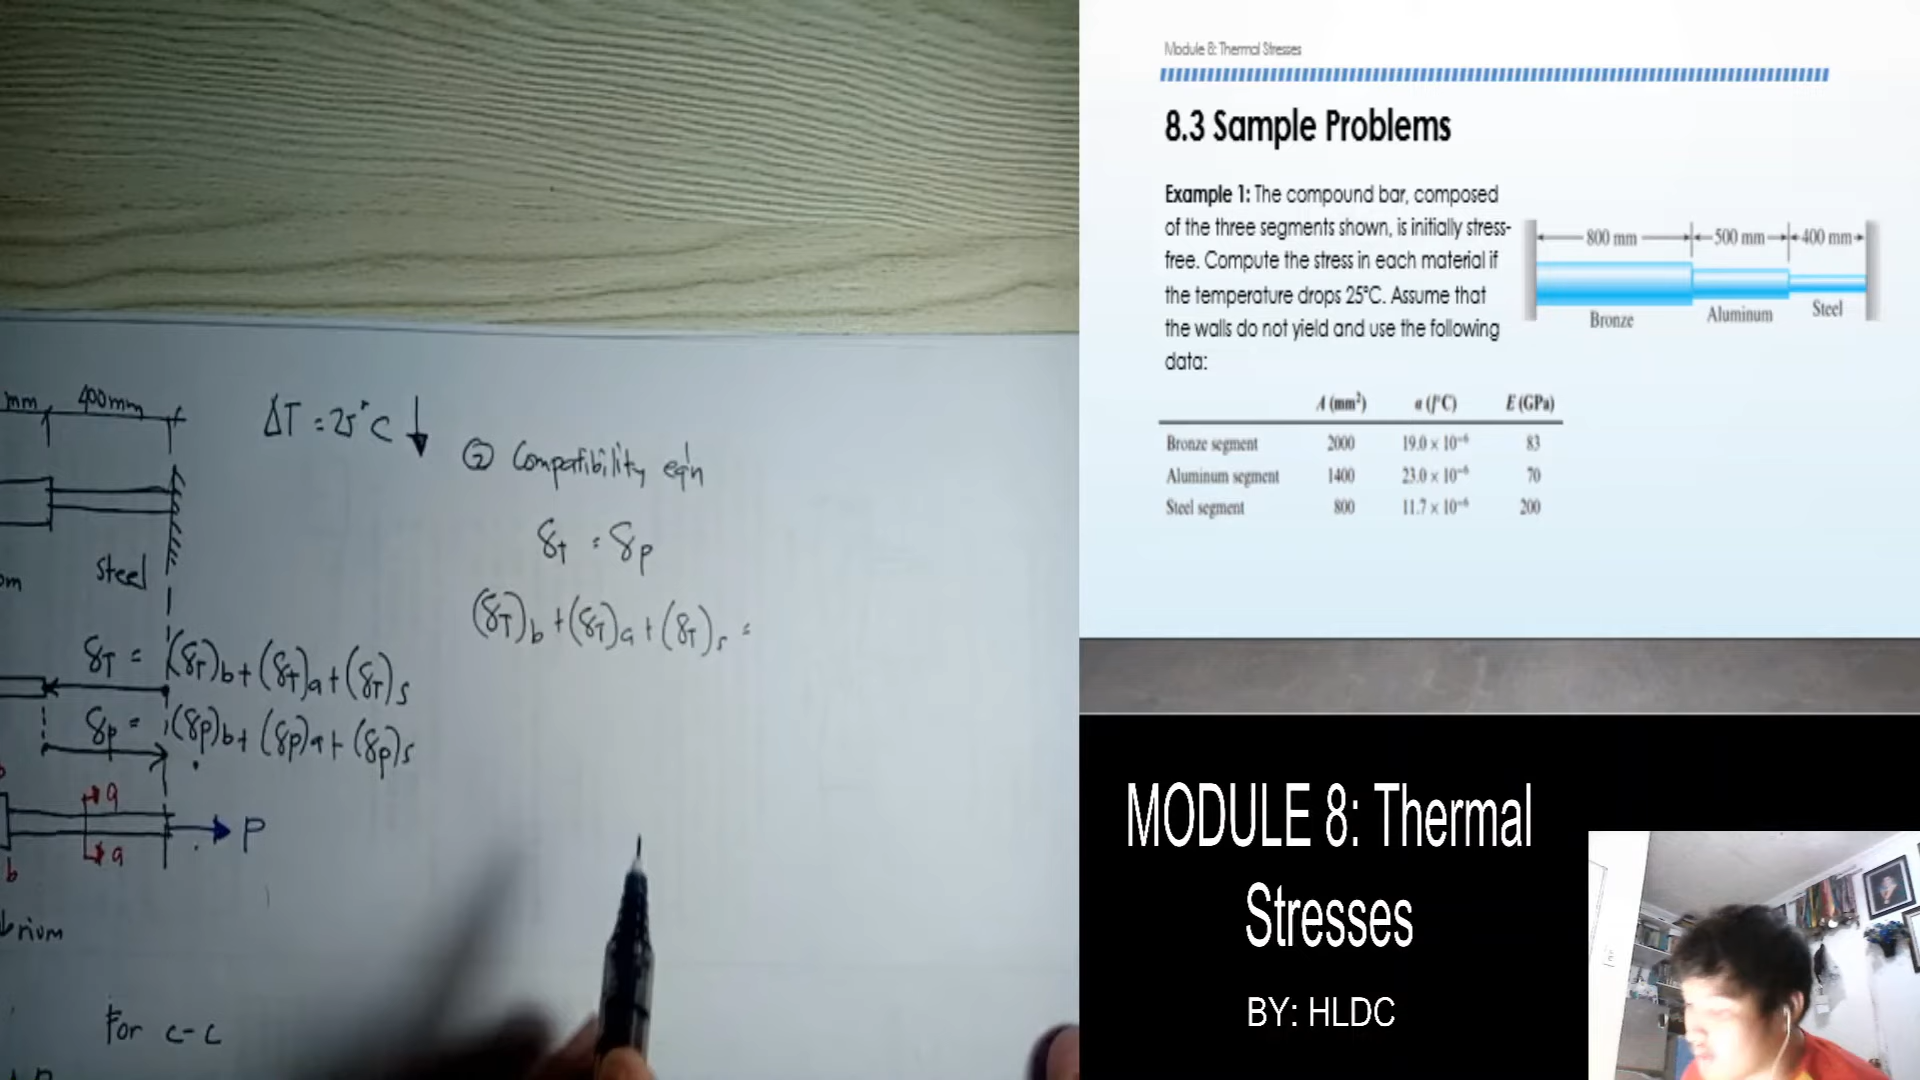 mm 400mm
ΔT = 25°C ↓
② Compatibility eq'n
δT = δp
steel
(δT)b + (δT)a + (δT)s =
δT = (δT)b + (δT)a + (δT)s
δp = (δp)b + (δp)a + (δp)s
a
P
a
b
For c-c
Module 8: Thermal Stresses
8.3 Sample Problems
Example 1: The compound bar, composed
of the three segments shown, is initially stress-
free. Compute the stress in each material if
the temperature drops 25°C. Assume that
the walls do not yield and use the following
data:
800 mm 500 mm 400 mm
Bronze Aluminum Steel
A (mm²) α (/°C) E (GPa)
Bronze segment 2000 19.0 × 10⁻⁶ 83
Aluminum segment 1400 23.0 × 10⁻⁶ 70
Steel segment 800 11.7 × 10⁻⁶ 200
MODULE 8: Thermal
Stresses
BY: HLDC